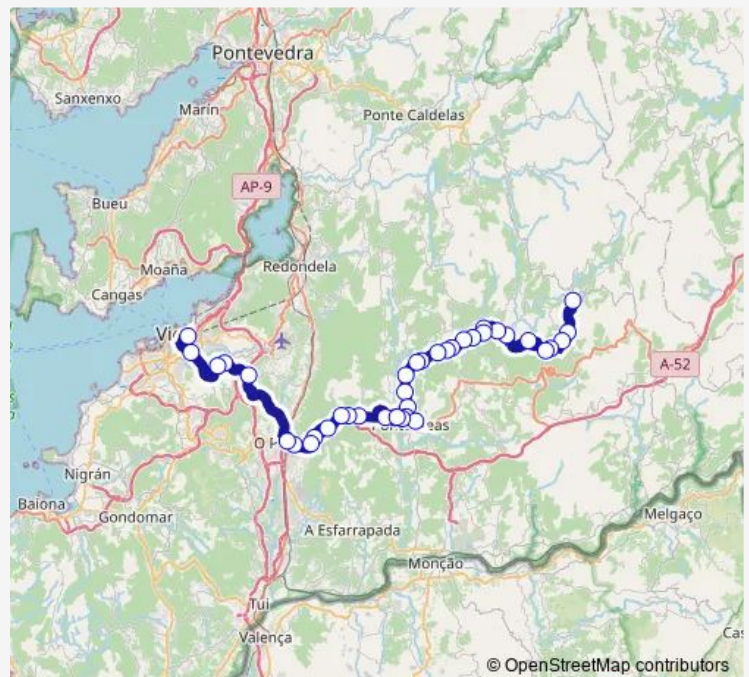 Pontevedra
Sanxenxo
Marín
Ponte Caldelas
AP-9
Bueu
Redondela
Moaña
Cangas
A-52
Nigrán
Baiona
Gondomar
Melgaço
A Esfarrapada
Monção
Tui
Valença
© OpenStreetMap contributors